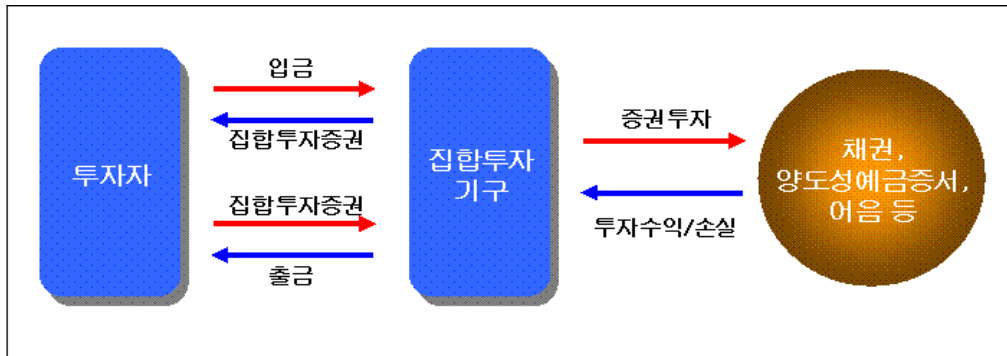 입금
집합투자증권
투자자
집합투자증권
출금
집합투자
기구
증권투자
투자수익/손실
채권,
양도성예금증서,
어음 등